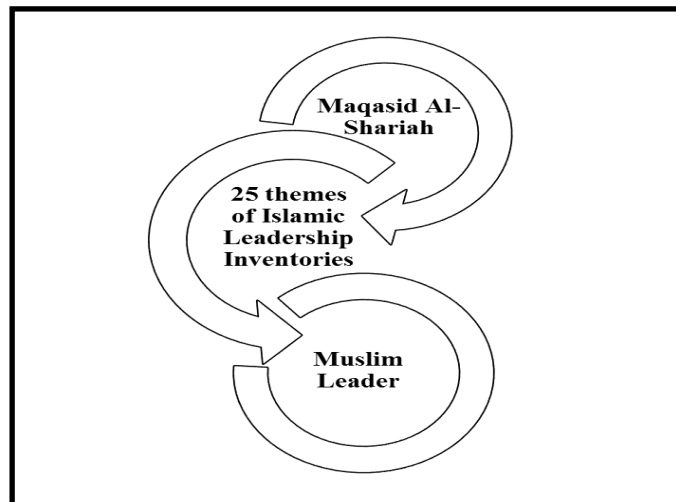 Maqasid Al-
Shariah
25 themes
of Islamic
Leadership
Inventories
Muslim
Leader